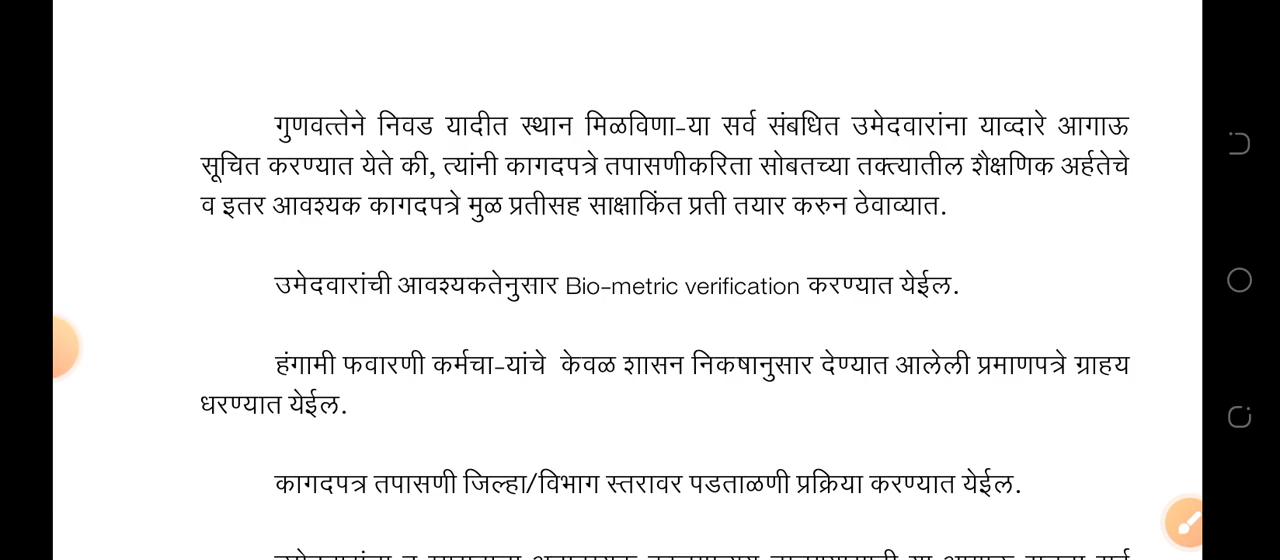 गुणवत्तेने निवड यादीत स्थान मिळविणा-या सर्व संबधित उमेदवारांना याव्दारे आगाऊ
सूचित करण्यात येते की, त्यांनी कागदपत्रे तपासणीकरिता सोबतच्या तक्त्यातील शैक्षणिक अर्हतेचे
व इतर आवश्यक कागदपत्रे मुळ प्रतीसह साक्षाकिंत प्रती तयार करुन ठेवाव्यात.
उमेदवारांची आवश्यकतेनुसार Bio-metric verification करण्यात येईल.
हंगामी फवारणी कर्मचा-यांचे केवळ शासन निकषानुसार देण्यात आलेली प्रमाणपत्रे ग्राहय
धरण्यात येईल.
कागदपत्र तपासणी जिल्हा/विभाग स्तरावर पडताळणी प्रक्रिया करण्यात येईल.